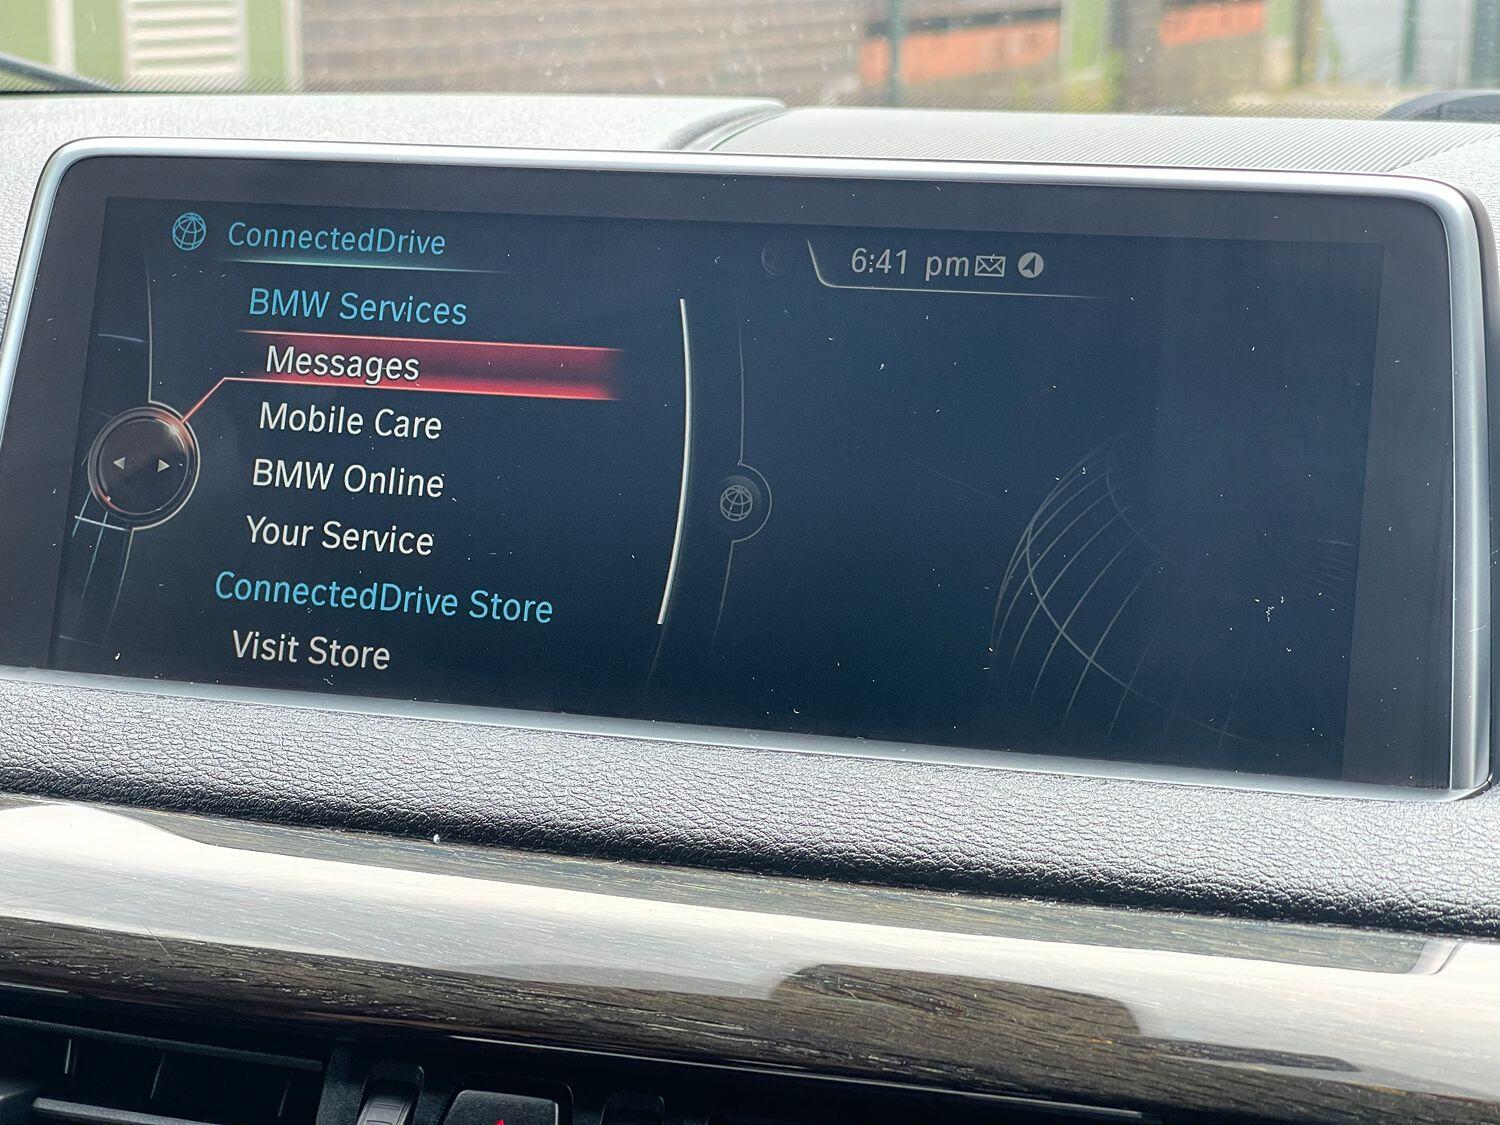 ConnectedDrive
6:41 pm
BMW Services
Messages
Mobile Care
BMW Online
Your Service
ConnectedDrive Store
Visit Store